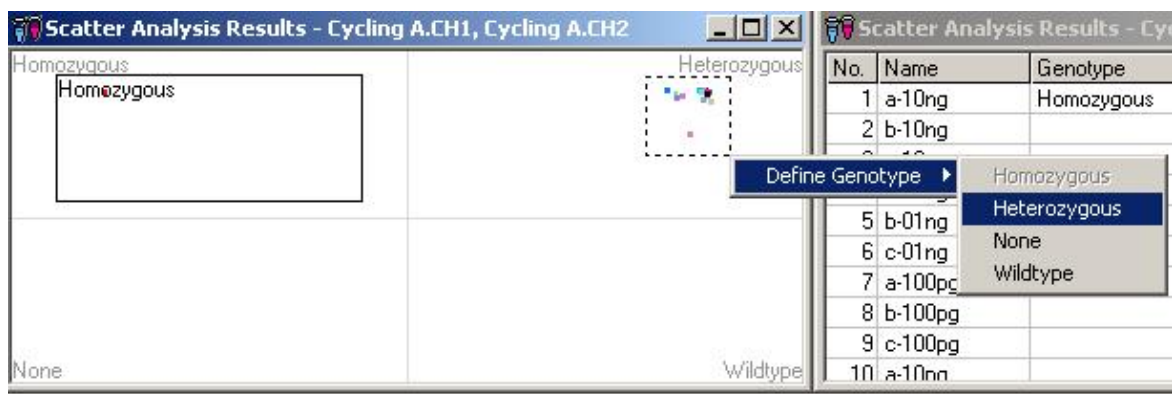 Scatter Analysis Results - Cycling A.CH1, Cycling A.CH2
Homozygous
Heterozygous
Homozygous
None
Wildtype
Scatter Analysis Results - Cy
No. Name Genotype
1 a-10ng Homozygous
2 b-10ng
Define Genotype
Homozygous
Heterozygous
None
Wildtype
5 b-01ng
6 c-01ng
7 a-100pg
8 b-100pg
9 c-100pg
10 a-10ng